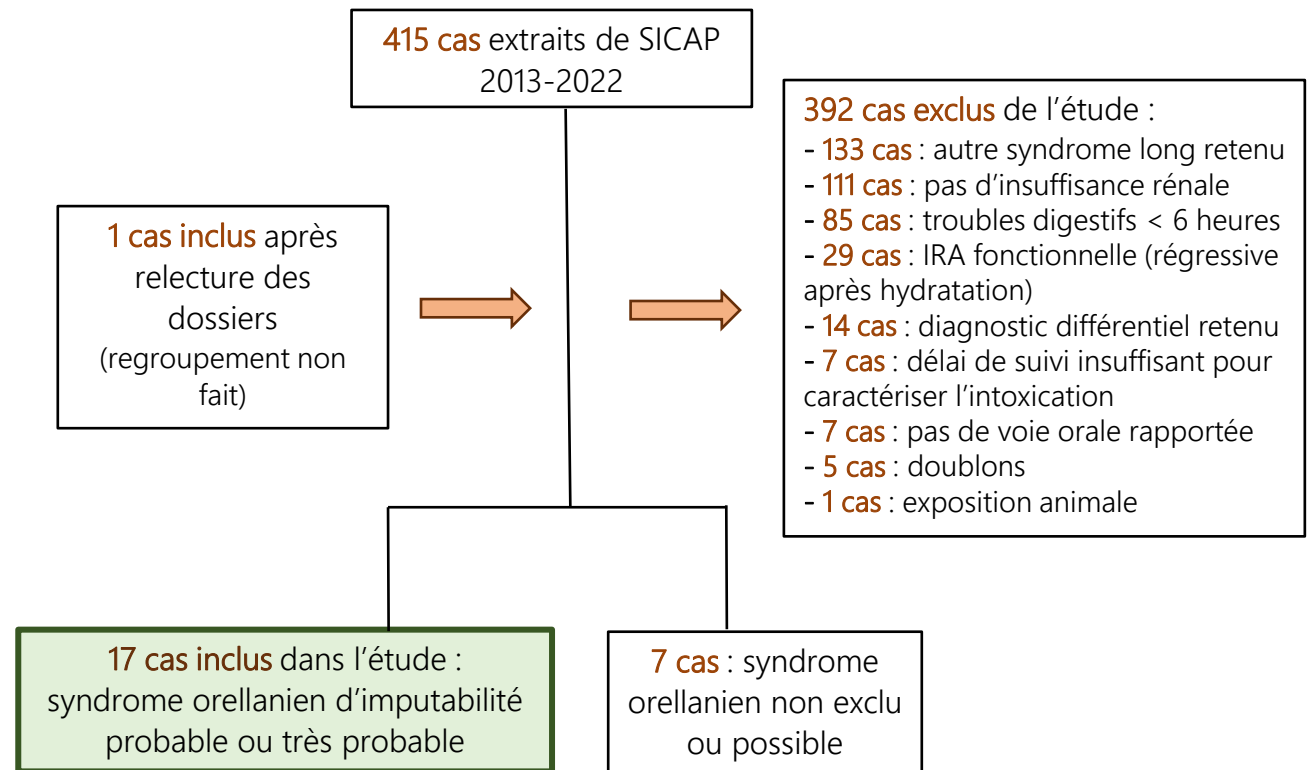 415 cas extraits de SICAP
2013-2022
392 cas exclus de l'étude :
- 133 cas : autre syndrome long retenu
- 111 cas : pas d'insuffisance rénale
- 85 cas : troubles digestifs < 6 heures
- 29 cas : IRA fonctionnelle (régressive
après hydratation)
- 14 cas : diagnostic différentiel retenu
- 7 cas : délai de suivi insuffisant pour
caractériser l'intoxication
- 7 cas : pas de voie orale rapportée
- 5 cas : doublons
- 1 cas : exposition animale
1 cas inclus après
relecture des
dossiers
(regroupement non
fait)
17 cas inclus dans l'étude :
syndrome orellanien d'imputabilité
probable ou très probable
7 cas : syndrome
orellanien non exclu
ou possible